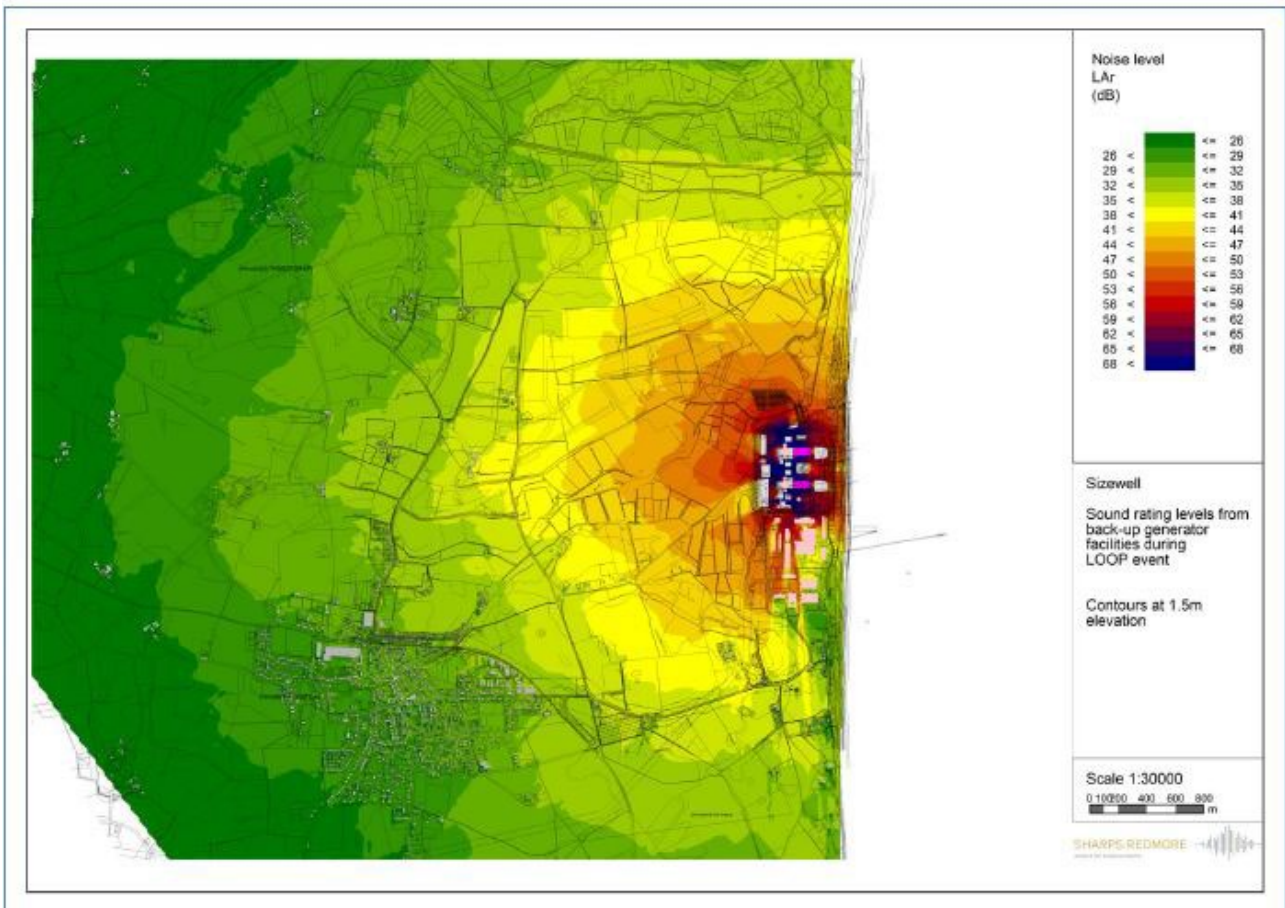 Noise level
LAr
(dB)
<= 26
26 < <= 29
29 < <= 32
32 < <= 35
35 < <= 38
38 < <= 41
41 < <= 44
44 < <= 47
47 < <= 50
50 < <= 53
53 < <= 56
56 < <= 59
59 < <= 62
62 < <= 65
65 < <= 68
68 <
Sizewell
Sound rating levels from
back-up generator
facilities during
LOOP event
Contours at 1.5m
elevation
Scale 1:30000
0 100200 400 600 800
m
SHARPS REDMORE